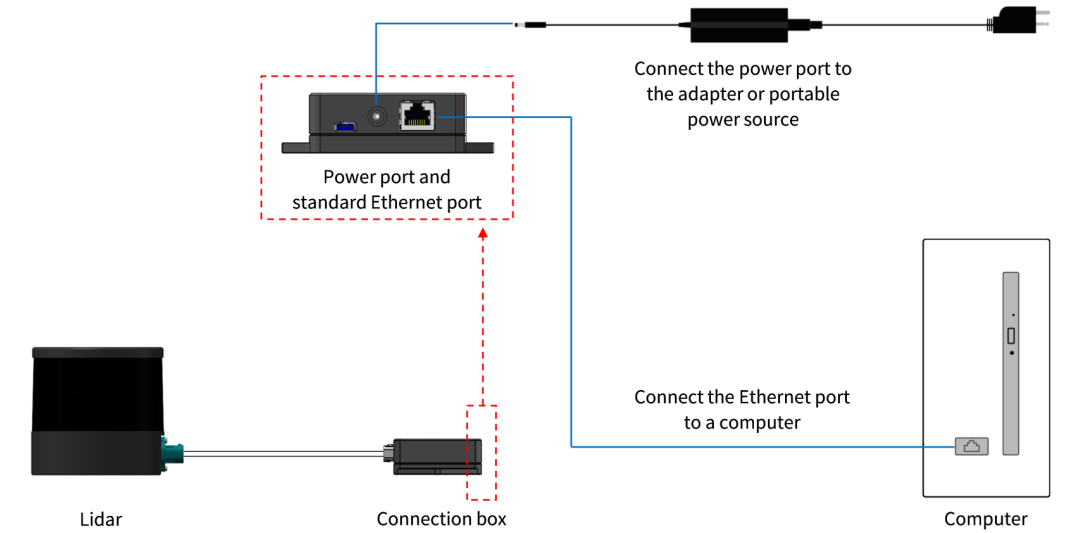 Connect the power port to
the adapter or portable
power source
Power port and
standard Ethernet port
Connect the Ethernet port
to a computer
Lidar
Connection box
Computer